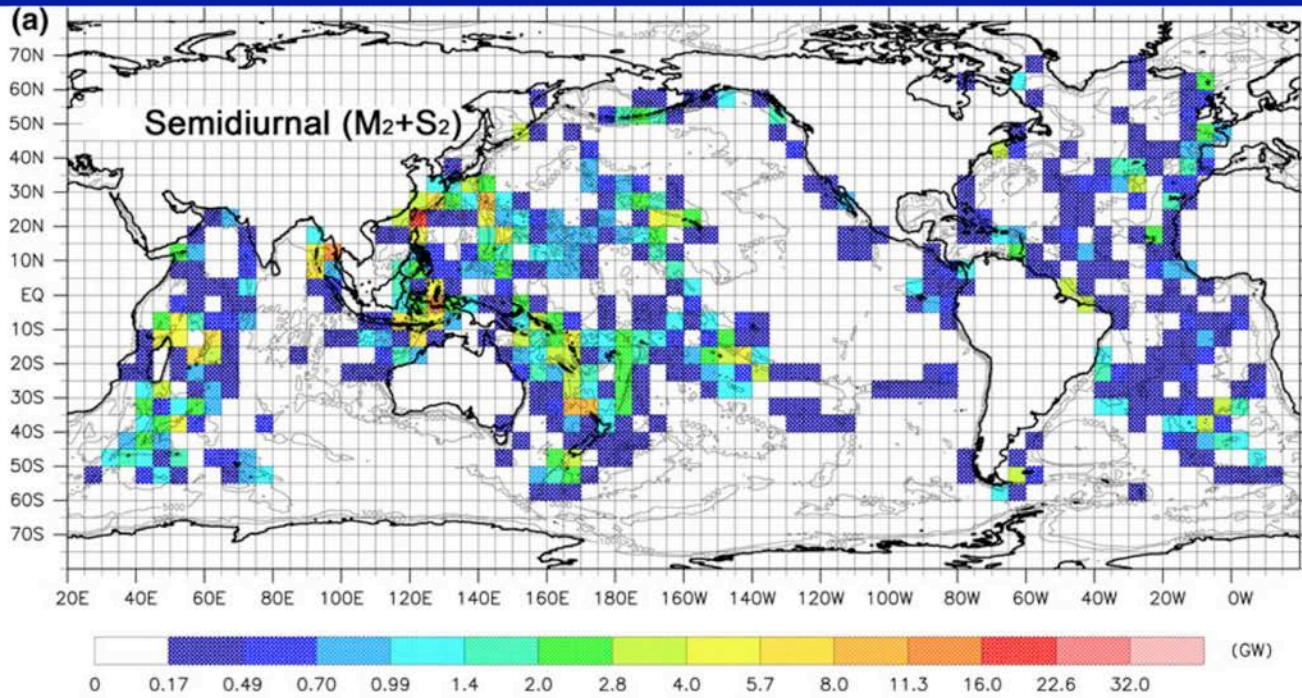 (a)
Semidiurnal (M₂+S₂)
70N
60N
50N
40N
30N
20N
10N
EQ
10S
20S
30S
40S
50S
60S
70S
20E 40E 60E 80E 100E 120E 140E 160E 180E 160W 140W 120W 100W 80W 60W 40W 20W 0W
(GW)
0 0.17 0.49 0.70 0.99 1.4 2.0 2.8 4.0 5.7 8.0 11.3 16.0 22.6 32.0